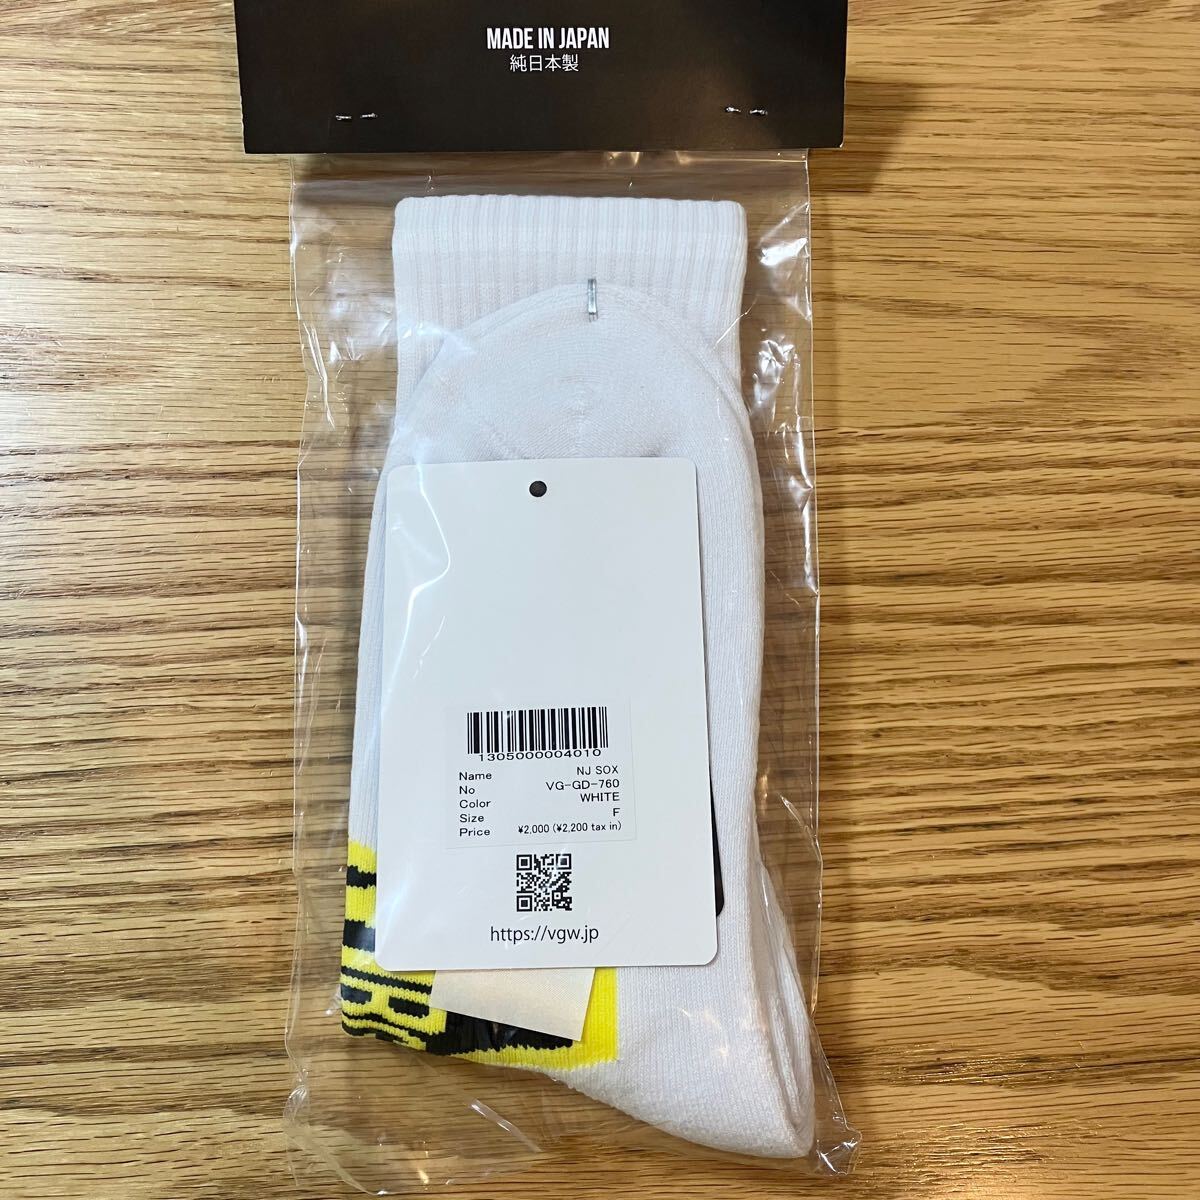 MADE IN JAPAN
純日本製
1305000004010
Name NJ SOX
No VG-GD-760
Color WHITE
Size F
Price ¥2,000 (¥2,200 tax in)
https://vgw.jp